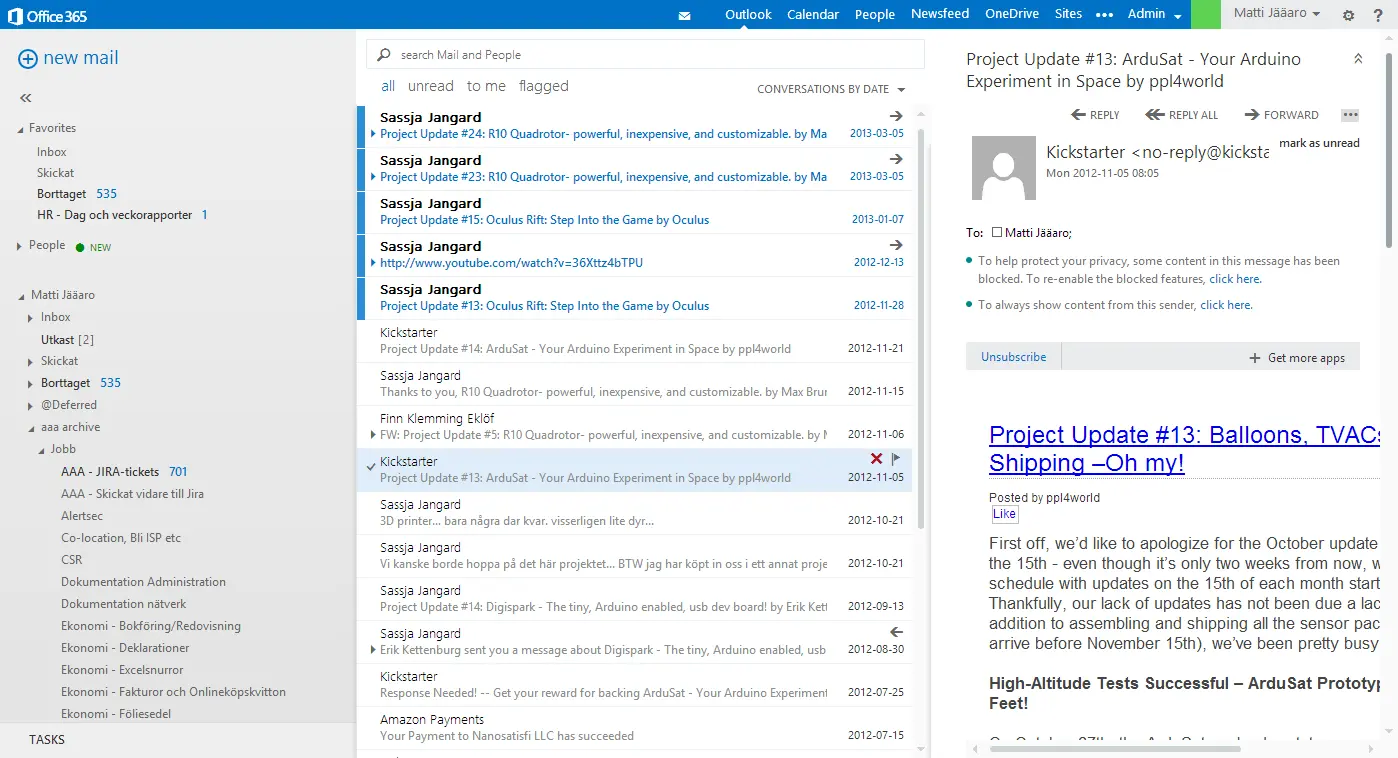 Office 365
Outlook Calendar People Newsfeed OneDrive Sites ••• Admin Matti Jääaro ?
new mail
Favorites
Inbox
Skickat
Borttaget 535
HR - Dag och veckorapporter 1
People NEW
Matti Jääaro
Inbox
Utkast [2]
Skickat
Borttaget 535
@Deferred
aaa archive
Jobb
AAA - JIRA-tickets 701
AAA - Skickat vidare till Jira
Alertsec
Co-location, Bli ISP etc
CSR
Dokumentation Administration
Dokumentation nätverk
Ekonomi - Bokföring/Redovisning
Ekonomi - Deklarationer
Ekonomi - Excelsnurror
Ekonomi - Fakturor och Onlineköpskvitton
Ekonomi - Föliesedel
TASKS
search Mail and People
all unread to me flagged
CONVERSATIONS BY DATE
Sassja Jangard
Project Update #24: R10 Quadrotor- powerful, inexpensive, and customizable. by Ma 2013-03-05
Sassja Jangard
Project Update #23: R10 Quadrotor- powerful, inexpensive, and customizable. by Ma 2013-03-05
Sassja Jangard
Project Update #15: Oculus Rift: Step Into the Game by Oculus 2013-01-07
Sassja Jangard
http://www.youtube.com/watch?v=36Xttz4bTPU 2012-12-13
Sassja Jangard
Project Update #13: Oculus Rift: Step Into the Game by Oculus 2012-11-28
Kickstarter
Project Update #14: ArduSat - Your Arduino Experiment in Space by ppl4world 2012-11-21
Sassja Jangard
Thanks to you, R10 Quadrotor- powerful, inexpensive, and customizable. by Max Brur 2012-11-15
Finn Klemming Eklöf
FW: Project Update #5: R10 Quadrotor- powerful, inexpensive, and customizable. by 2012-11-06
Kickstarter
Project Update #13: ArduSat - Your Arduino Experiment in Space by ppl4world 2012-11-05
Sassja Jangard
3D printer... bara några dar kvar. visserligen lite dyr... 2012-10-21
Sassja Jangard
Vi kanske borde hoppa på det här projektet... BTW jag har köpt in oss i ett annat proje 2012-10-21
Sassja Jangard
Project Update #14: Digispark - The tiny, Arduino enabled, usb dev board! by Erik Kett 2012-09-13
Sassja Jangard
Erik Kettenburg sent you a message about Digispark - The tiny, Arduino enabled, usb 2012-08-30
Kickstarter
Response Needed! -- Get your reward for backing ArduSat - Your Arduino Experiment 2012-07-25
Amazon Payments
Your Payment to Nanosatisfi LLC has succeeded 2012-07-15
Project Update #13: ArduSat - Your Arduino
Experiment in Space by ppl4world
REPLY REPLY ALL FORWARD •••
mark as unread
Kickstarter <no-reply@kicksta
Mon 2012-11-05 08:05
To: Matti Jääaro;
To help protect your privacy, some content in this message has been
blocked. To re-enable the blocked features, click here.
To always show content from this sender, click here.
Unsubscribe + Get more apps
Project Update #13: Balloons, TVACs
Shipping –Oh my!
Posted by ppl4world
Like
First off, we'd like to apologize for the October update
the 15th - even though it's only two weeks from now, w
schedule with updates on the 15th of each month start
Thankfully, our lack of updates has not been due a lac
addition to assembling and shipping all the sensor pac
arrive before November 15th), we've been pretty busy
High-Altitude Tests Successful – ArduSat Prototyp
Feet!